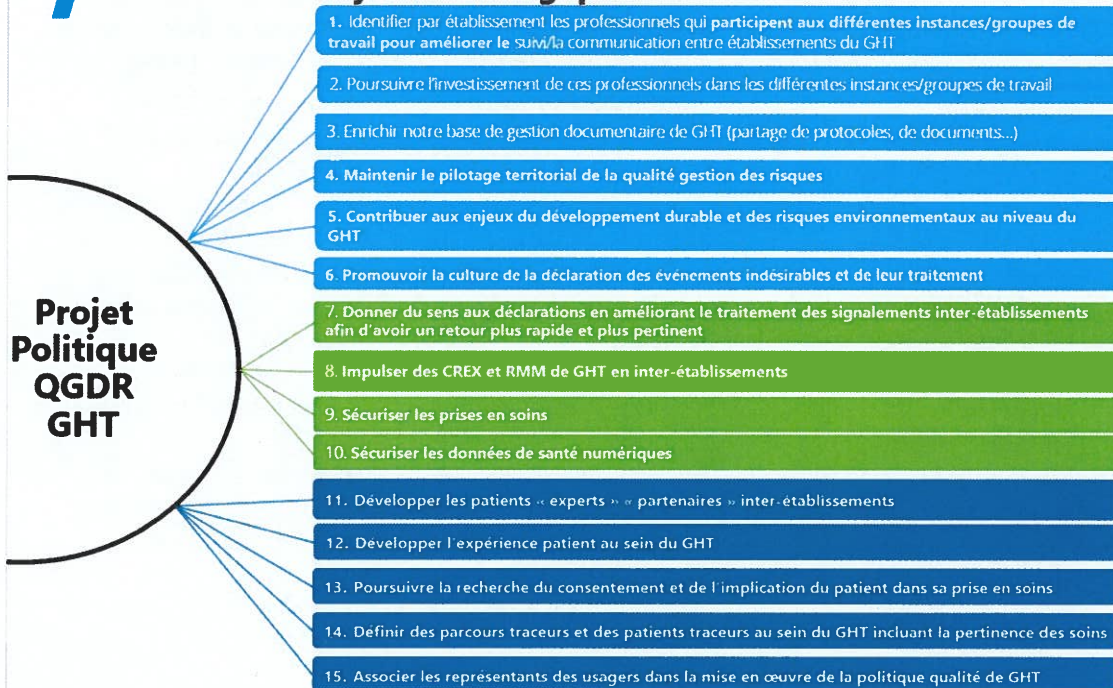 Projet
Politique
QGDR
GHT
1. Identifier par établissement les professionnels qui participent aux différentes instances/groupes de
travail pour améliorer le suivi/la communication entre établissements du GHT
2. Poursuivre l'investissement de ces professionnels dans les différentes instances/groupes de travail
3. Enrichir notre base de gestion documentaire de GHT (partage de protocoles, de documents...)
4. Maintenir le pilotage territorial de la qualité gestion des risques
5. Contribuer aux enjeux du développement durable et des risques environnementaux au niveau du
GHT
6. Promouvoir la culture de la déclaration des événements indésirables et de leur traitement
7. Donner du sens aux déclarations en améliorant le traitement des signalements inter-établissements
afin d'avoir un retour plus rapide et plus pertinent
8. Impulser des CREX et RMM de GHT en inter-établissements
9. Sécuriser les prises en soins
10. Sécuriser les données de santé numériques
11. Développer les patients « experts » « partenaires » inter-établissements
12. Développer l'expérience patient au sein du GHT
13. Poursuivre la recherche du consentement et de l'implication du patient dans sa prise en soins
14. Définir des parcours traceurs et des patients traceurs au sein du GHT incluant la pertinence des soins
15. Associer les représentants des usagers dans la mise en œuvre de la politique qualité de GHT